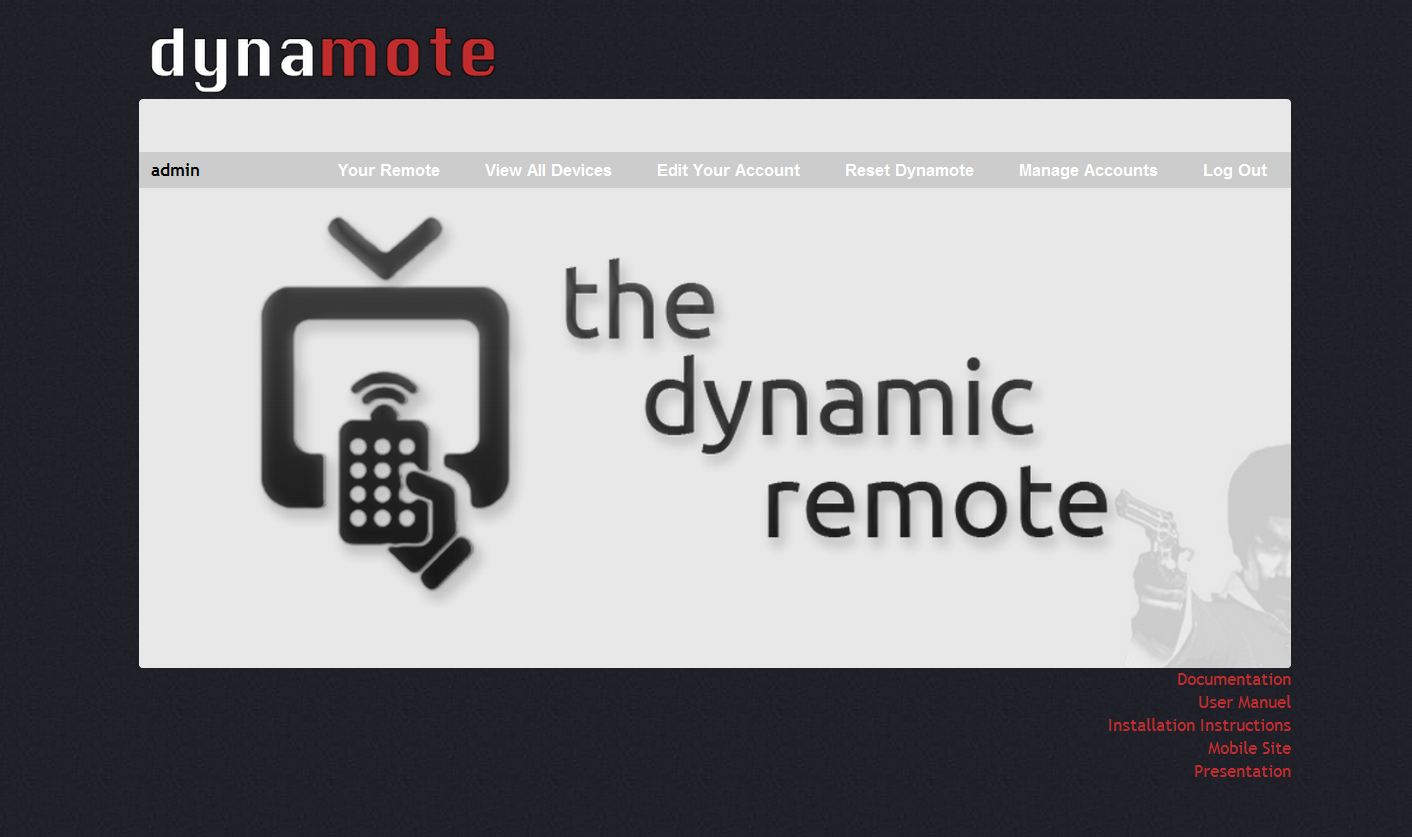 dynamote
admin Your Remote View All Devices Edit Your Account Reset Dynamote Manage Accounts Log Out
the
dynamic
remote
Documentation
User Manuel
Installation Instructions
Mobile Site
Presentation